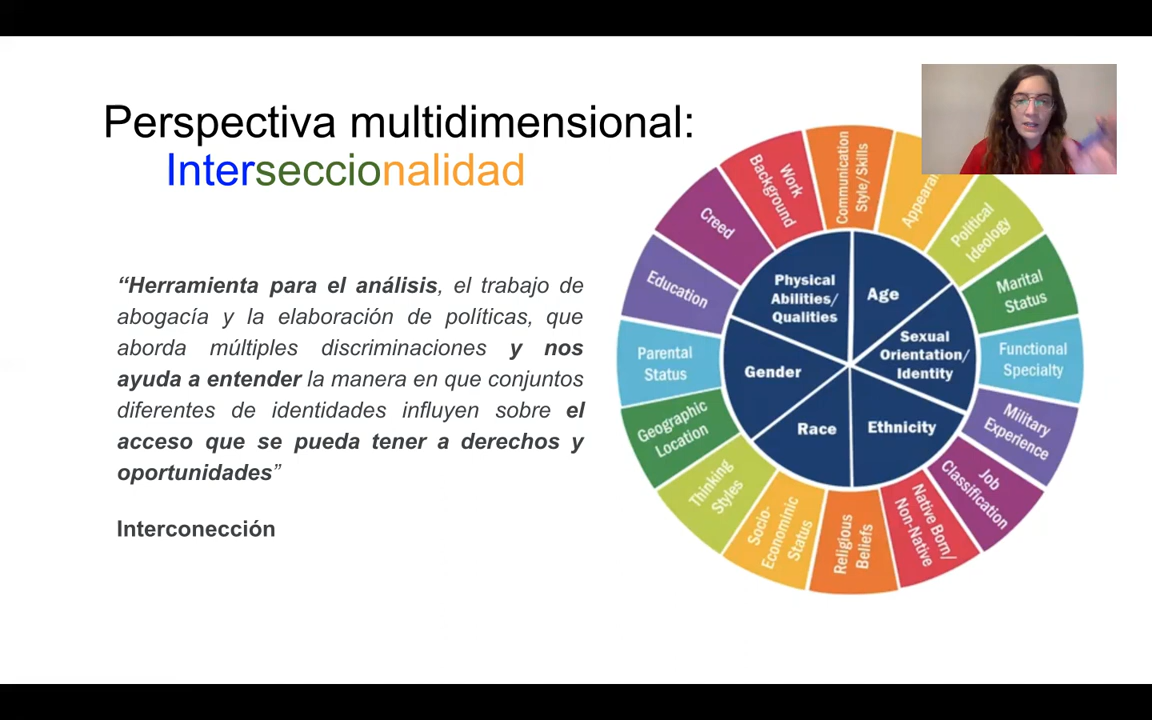 Perspectiva multidimensional:
Interseccionalidad
“Herramienta para el análisis, el trabajo de
abogacía y la elaboración de políticas, que
aborda múltiples discriminaciones y nos
ayuda a entender la manera en que conjuntos
diferentes de identidades influyen sobre el
acceso que se pueda tener a derechos y
oportunidades”
Interconección
Communication
Style/Skills
Political
Ideology
Marital
Status
Functional
Specialty
Military
Experience
Job
Classification
Native Born/
Non-Native
Religious
Beliefs
Socio-
Econominic
Status
Thinking
Styles
Geographic
Location
Parental
Status
Education
Creed
Work
Background
Physical
Abilities/
Qualities
Age
Sexual
Orientation/
Identity
Ethnicity
Race
Gender